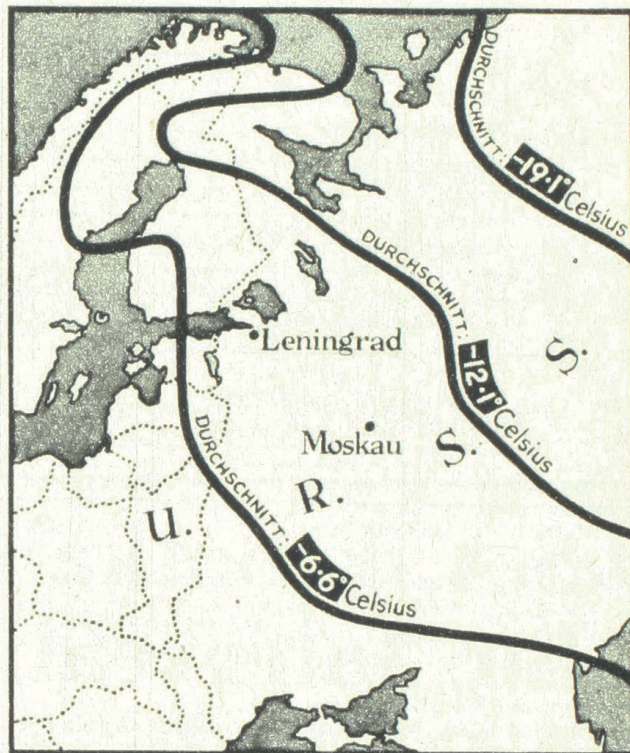 DURCHSCHNITT: -19·1° Celsius
DURCHSCHNITT: -12·1° Celsius
Leningrad
Moskau
U. R. S. S.
DURCHSCHNITT: -6·6° Celsius